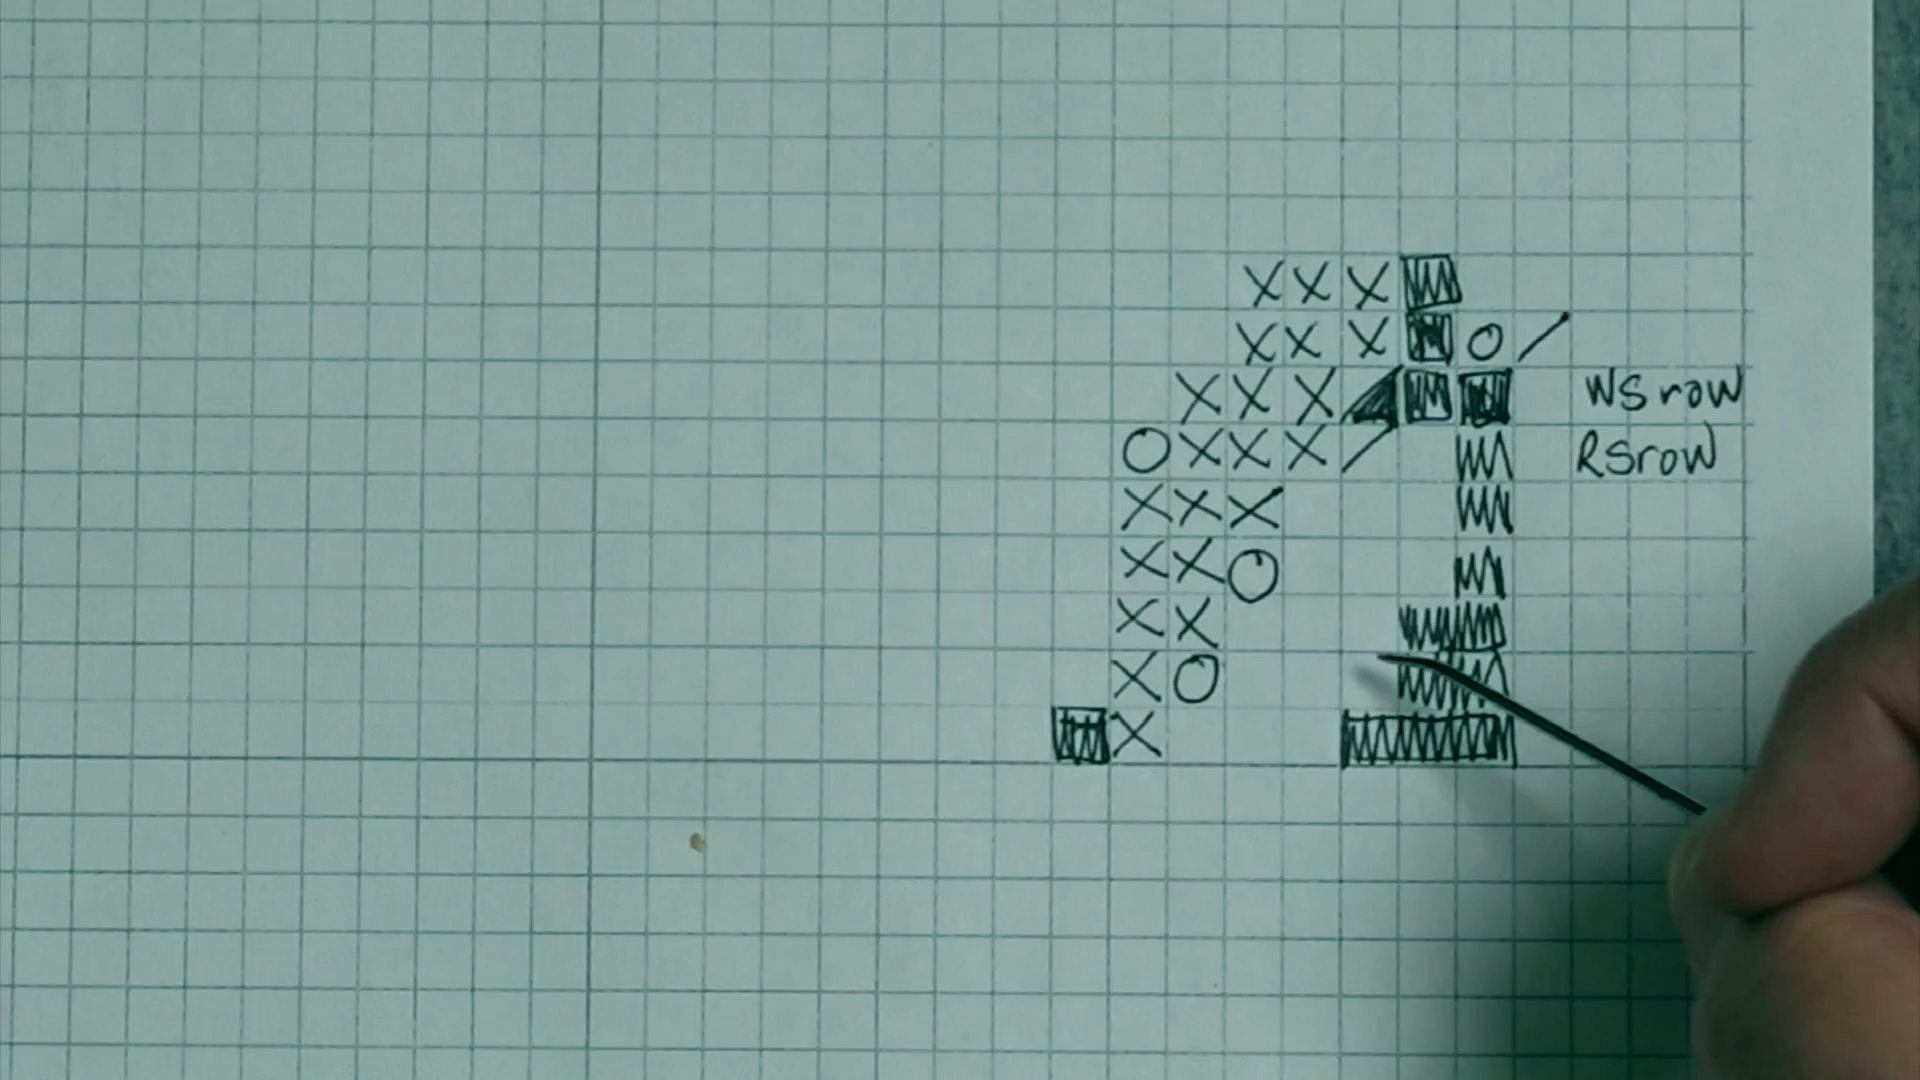 X X X
X X X O /
X X X WS row
O X X X / RS row
X X X
X X O
X X
X O
X